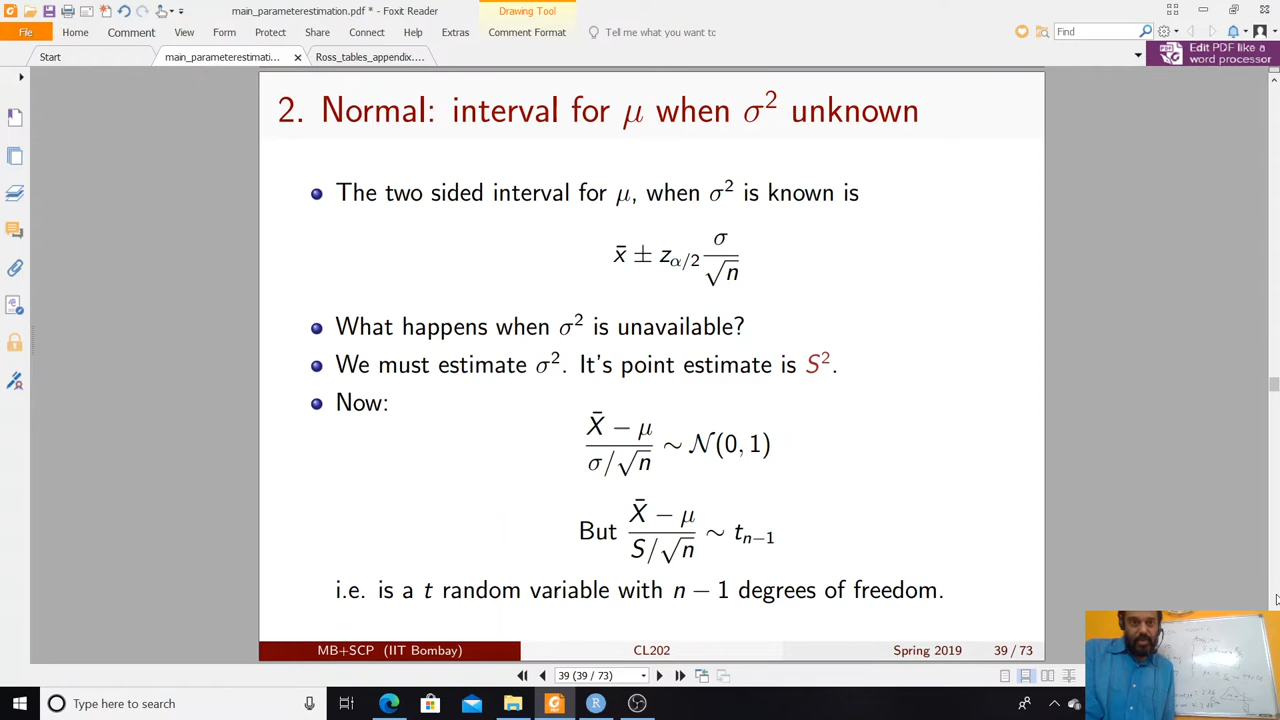 main_parameterestimation.pdf * - Foxit Reader
Drawing Tool
File Home Comment View Form Protect Share Connect Help Extras Comment Format Tell me what you want tc Find
Start main_parameterestimati... Ross_tables_appendix.... Edit PDF like a
word processor
2. Normal: interval for μ when σ² unknown
The two sided interval for μ, when σ² is known is
x̄ ± z_{α/2} σ/√n
What happens when σ² is unavailable?
We must estimate σ². It's point estimate is S².
Now:
(X̄ − μ)/(σ/√n) ∼ N(0, 1)
But (X̄ − μ)/(S/√n) ∼ t_{n−1}
i.e. is a t random variable with n − 1 degrees of freedom.
MB+SCP (IIT Bombay) CL202 Spring 2019 39 / 73
39 (39 / 73)
Type here to search